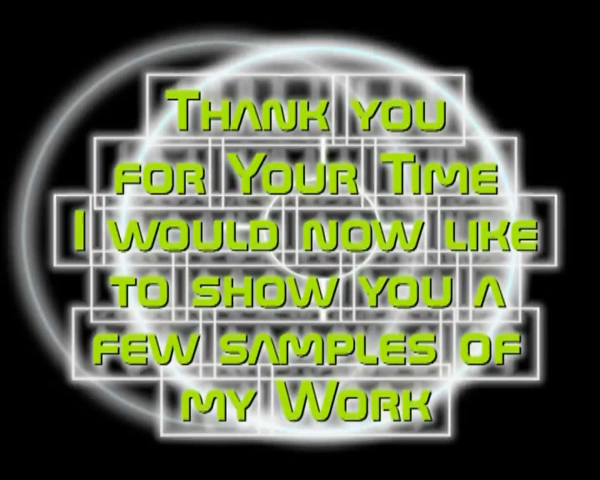 Thank you
for Your Time
I would now like
to show you a
few samples of
my Work